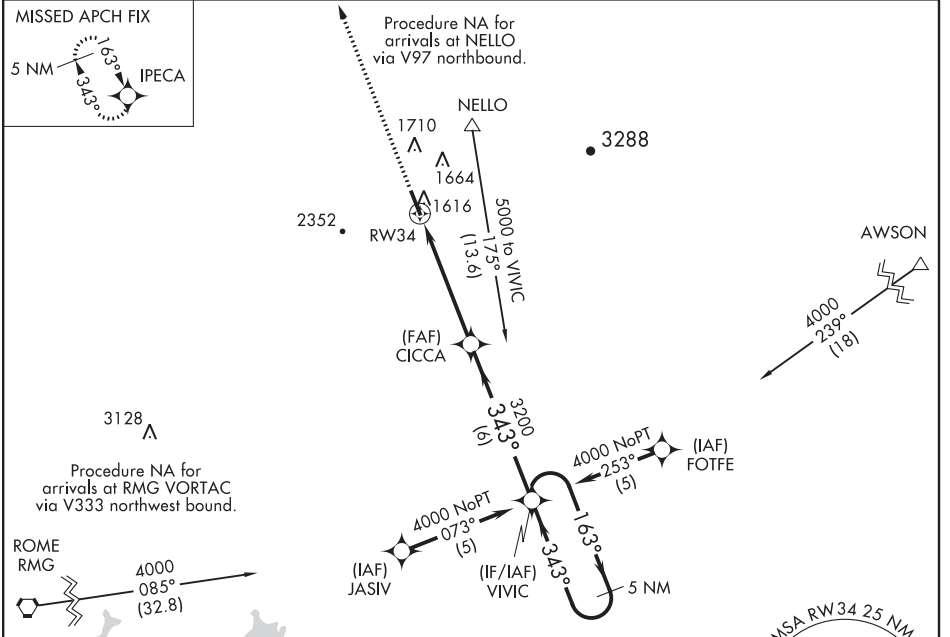 MISSED APCH FIX
5 NM
163°
343°
IPECA
Procedure NA for
arrivals at NELLO
via V97 northbound.
NELLO
1710
1664
1616
3288
2352
RW34
5000 to VIVIC
175°
(13.6)
AWSON
4000
239°
(18)
(FAF)
CICCA
3200
343°
(6)
3128
Procedure NA for
arrivals at RMG VORTAC
via V333 northwest bound.
4000 NoPT
253°
(5)
(IAF)
FOTFE
4000 NoPT
073°
(5)
(IAF)
JASIV
(IF/IAF)
VIVIC
343°
163°
5 NM
ROME
RMG
4000
085°
(32.8)
MSA RW34 25 NM